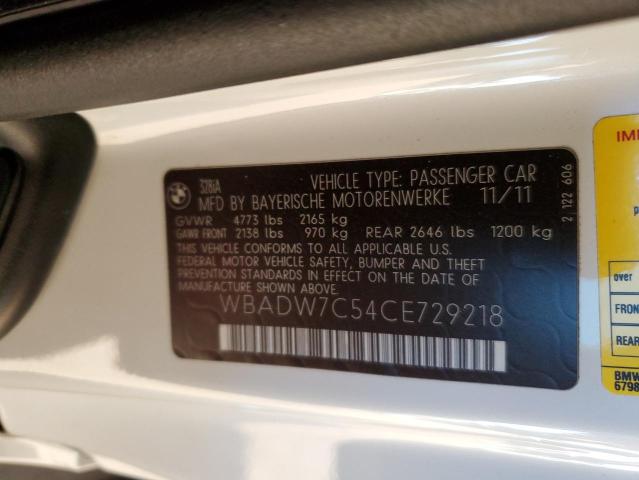 328iA VEHICLE TYPE: PASSENGER CAR
MFD BY BAYERISCHE MOTORENWERKE 11/11
GVWR 4773 lbs 2165 kg
GAWR FRONT 2138 lbs 970 kg REAR 2646 lbs 1200 kg
THIS VEHICLE CONFORMS TO ALL APPLICABLE U.S.
FEDERAL MOTOR VEHICLE SAFETY, BUMPER AND THEFT
PREVENTION STANDARDS IN EFFECT ON THE DATE OF
MANUFACTURE SHOWN ABOVE.
WBADW7C54CE729218
2 122 606
FRON
REAR
BMW
6798